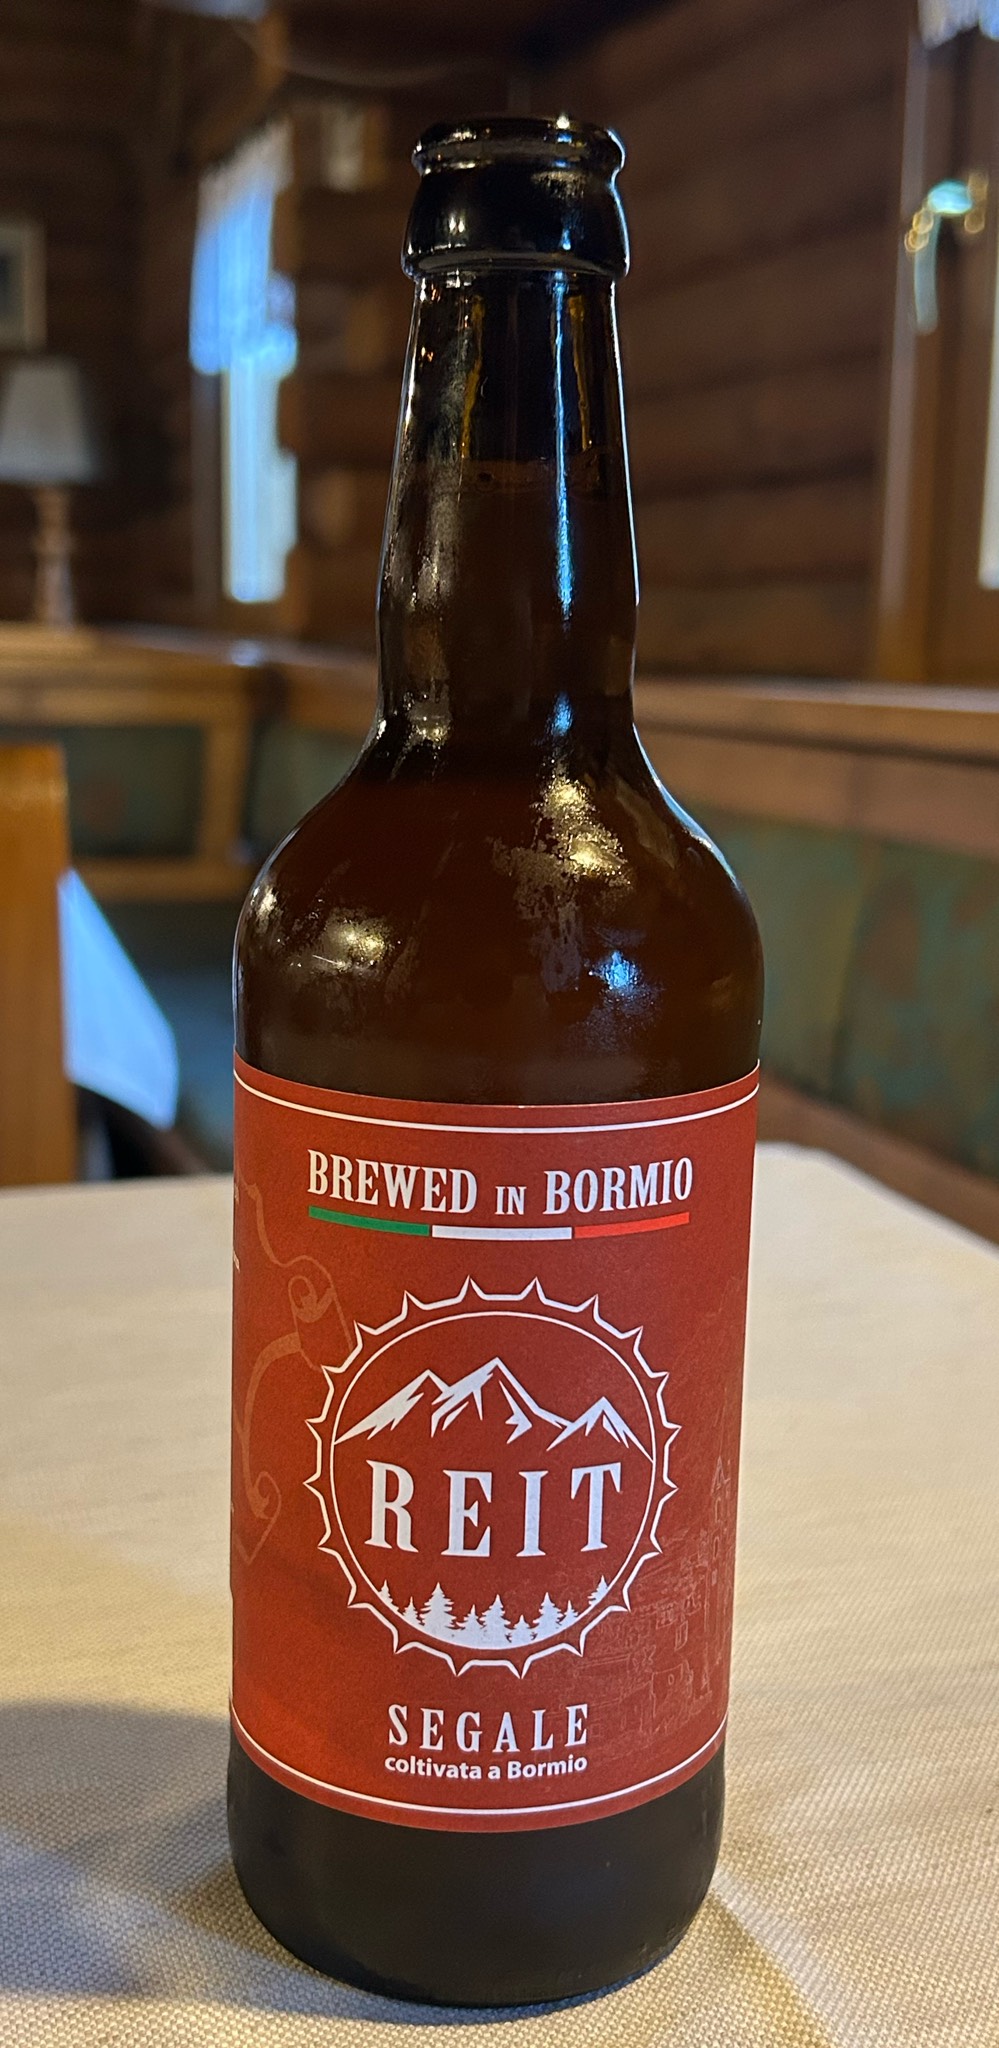 BREWED IN BORMIO
REIT
SEGALE
coltivata a Bormio